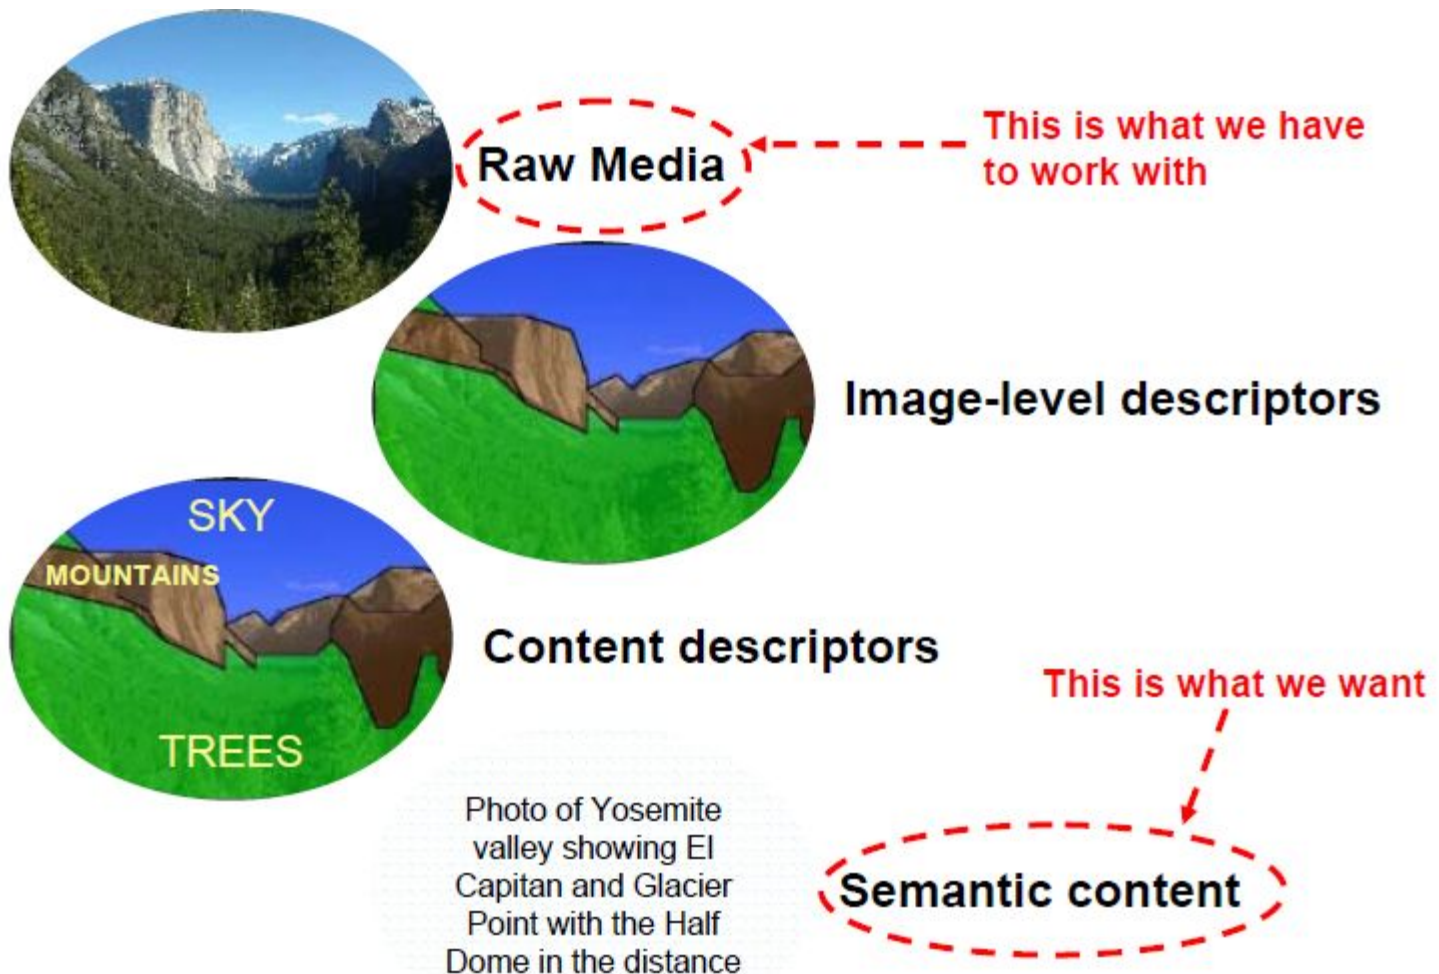 Raw Media
This is what we have
to work with
Image-level descriptors
SKY
MOUNTAINS
TREES
Content descriptors
This is what we want
Photo of Yosemite
valley showing El
Capitan and Glacier
Point with the Half
Dome in the distance
Semantic content